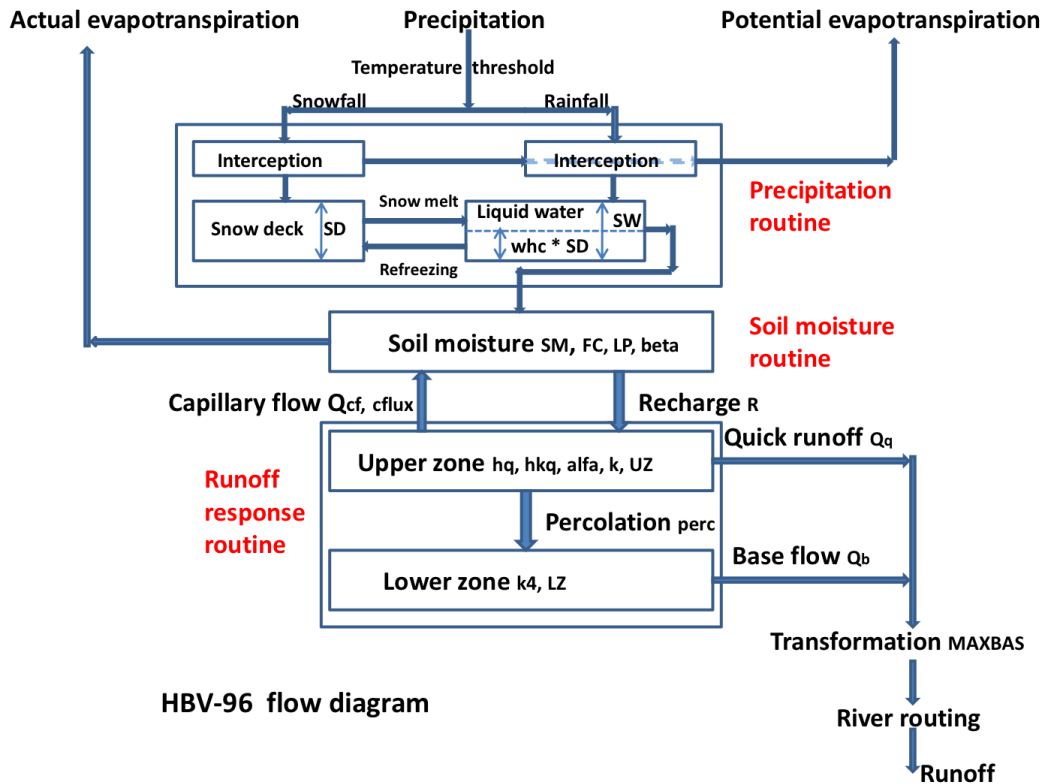 Actual evapotranspiration
Precipitation
Potential evapotranspiration
Temperature threshold
Snowfall
Rainfall
Interception
Interception
Precipitation
routine
Snow deck
SD
Snow melt
Refreezing
Liquid water
SW
whc * SD
Soil moisture SM, FC, LP, beta
Soil moisture
routine
Capillary flow Qcf, cflux
Recharge R
Upper zone hq, hkq, alfa, k, UZ
Quick runoff Qq
Runoff
response
routine
Percolation perc
Lower zone k4, LZ
Base flow Qb
Transformation MAXBAS
HBV-96 flow diagram
River routing
Runoff